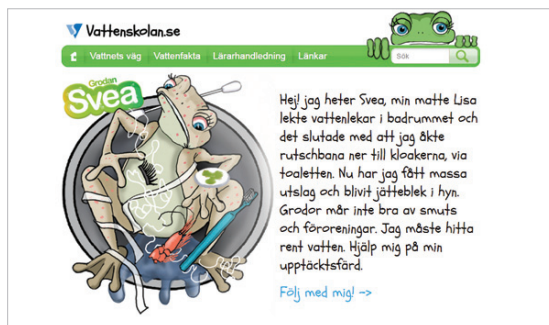 Vattenskolan.se
Vattnets väg Vattenfakta Lärarhandledning Länkar Sök
Grodan
Svea
Hej! jag heter Svea, min matte Lisa
lekte vattenlekar i badrummet och
det slutade med att jag åkte
rutschbana ner till kloakerna, via
toaletten. Nu har jag fått massa
utslag och blivit jätteblek i hyn.
Grodor mår inte bra av smuts
och föroreningar. Jag måste hitta
rent vatten. Hjälp mig på min
upptäcktsfärd.
Följ med mig! ->